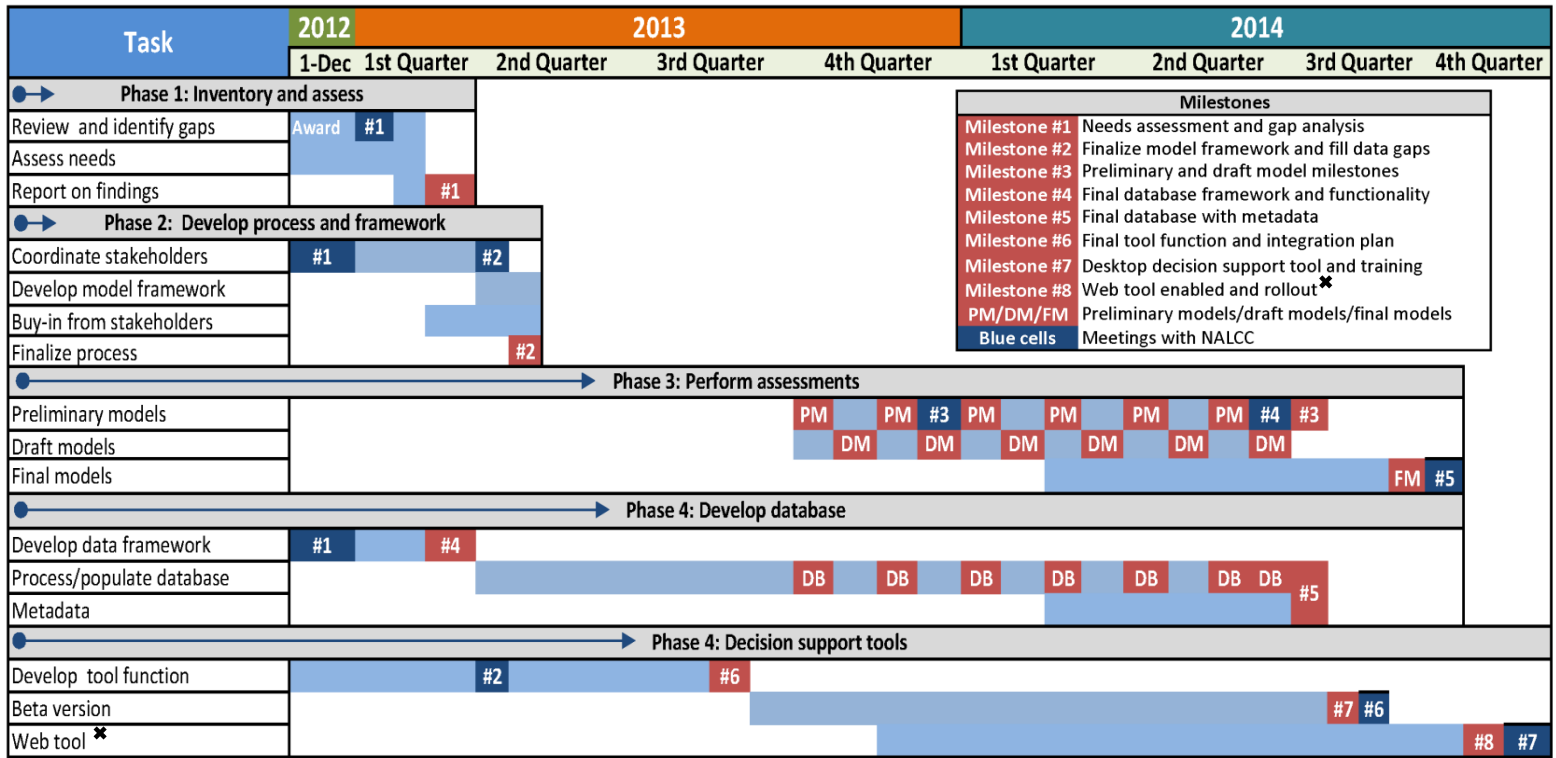 Task 2012 2013 2014
1-Dec 1st Quarter 2nd Quarter 3rd Quarter 4th Quarter 1st Quarter 2nd Quarter 3rd Quarter 4th Quarter
Phase 1: Inventory and assess
Review and identify gaps Award #1
Assess needs
Report on findings #1
Milestones
Milestone #1 Needs assessment and gap analysis
Milestone #2 Finalize model framework and fill data gaps
Milestone #3 Preliminary and draft model milestones
Milestone #4 Final database framework and functionality
Milestone #5 Final database with metadata
Milestone #6 Final tool function and integration plan
Milestone #7 Desktop decision support tool and training
Milestone #8 Web tool enabled and rollout✖
PM/DM/FM Preliminary models/draft models/final models
Blue cells Meetings with NALCC
Phase 2: Develop process and framework
Coordinate stakeholders #1 #2
Develop model framework
Buy-in from stakeholders
Finalize process #2
Phase 3: Perform assessments
Preliminary models PM PM #3 PM PM PM PM #4 #3
Draft models DM DM DM DM DM DM
Final models FM #5
Phase 4: Develop database
Develop data framework #1 #4
Process/populate database DB DB DB DB DB DB DB #5
Metadata
Phase 4: Decision support tools
Develop tool function #2 #6
Beta version #7 #6
Web tool ✖ #8 #7